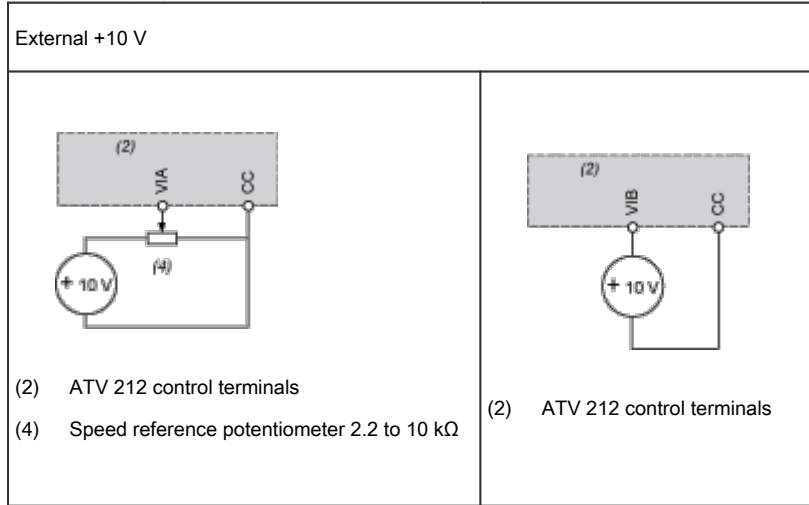 External +10 V
(2)
VIA
CC
(4)
+ 10 V
(2) ATV 212 control terminals
(4) Speed reference potentiometer 2.2 to 10 kΩ
(2)
VIB
CC
+ 10 V
(2) ATV 212 control terminals